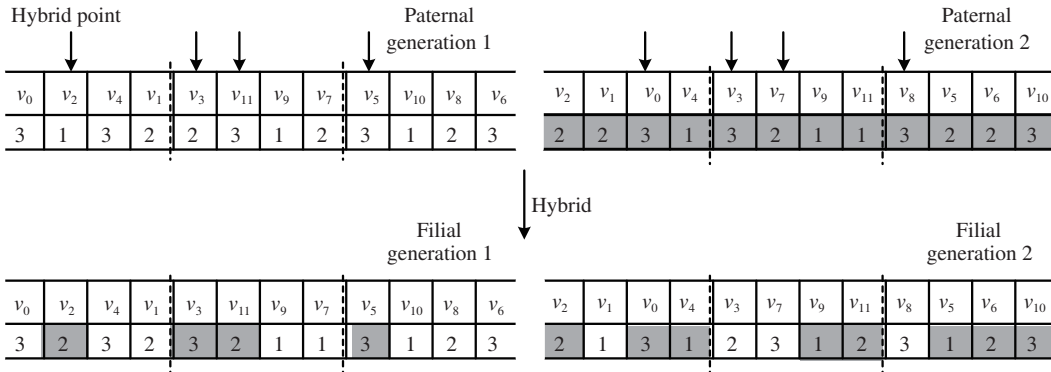 Hybrid point
Paternal
generation 1
Paternal
generation 2
v0 v2 v4 v1 v3 v11 v9 v7 v5 v10 v8 v6
3 1 3 2 2 3 1 2 3 1 2 3
v2 v1 v0 v4 v3 v7 v9 v11 v8 v5 v6 v10
2 2 3 1 3 2 1 1 3 2 2 3
Hybrid
Filial
generation 1
Filial
generation 2
v0 v2 v4 v1 v3 v11 v9 v7 v5 v10 v8 v6
3 2 3 2 3 2 1 1 3 1 2 3
v2 v1 v0 v4 v3 v7 v9 v11 v8 v5 v6 v10
2 1 3 1 2 3 1 2 3 1 2 3